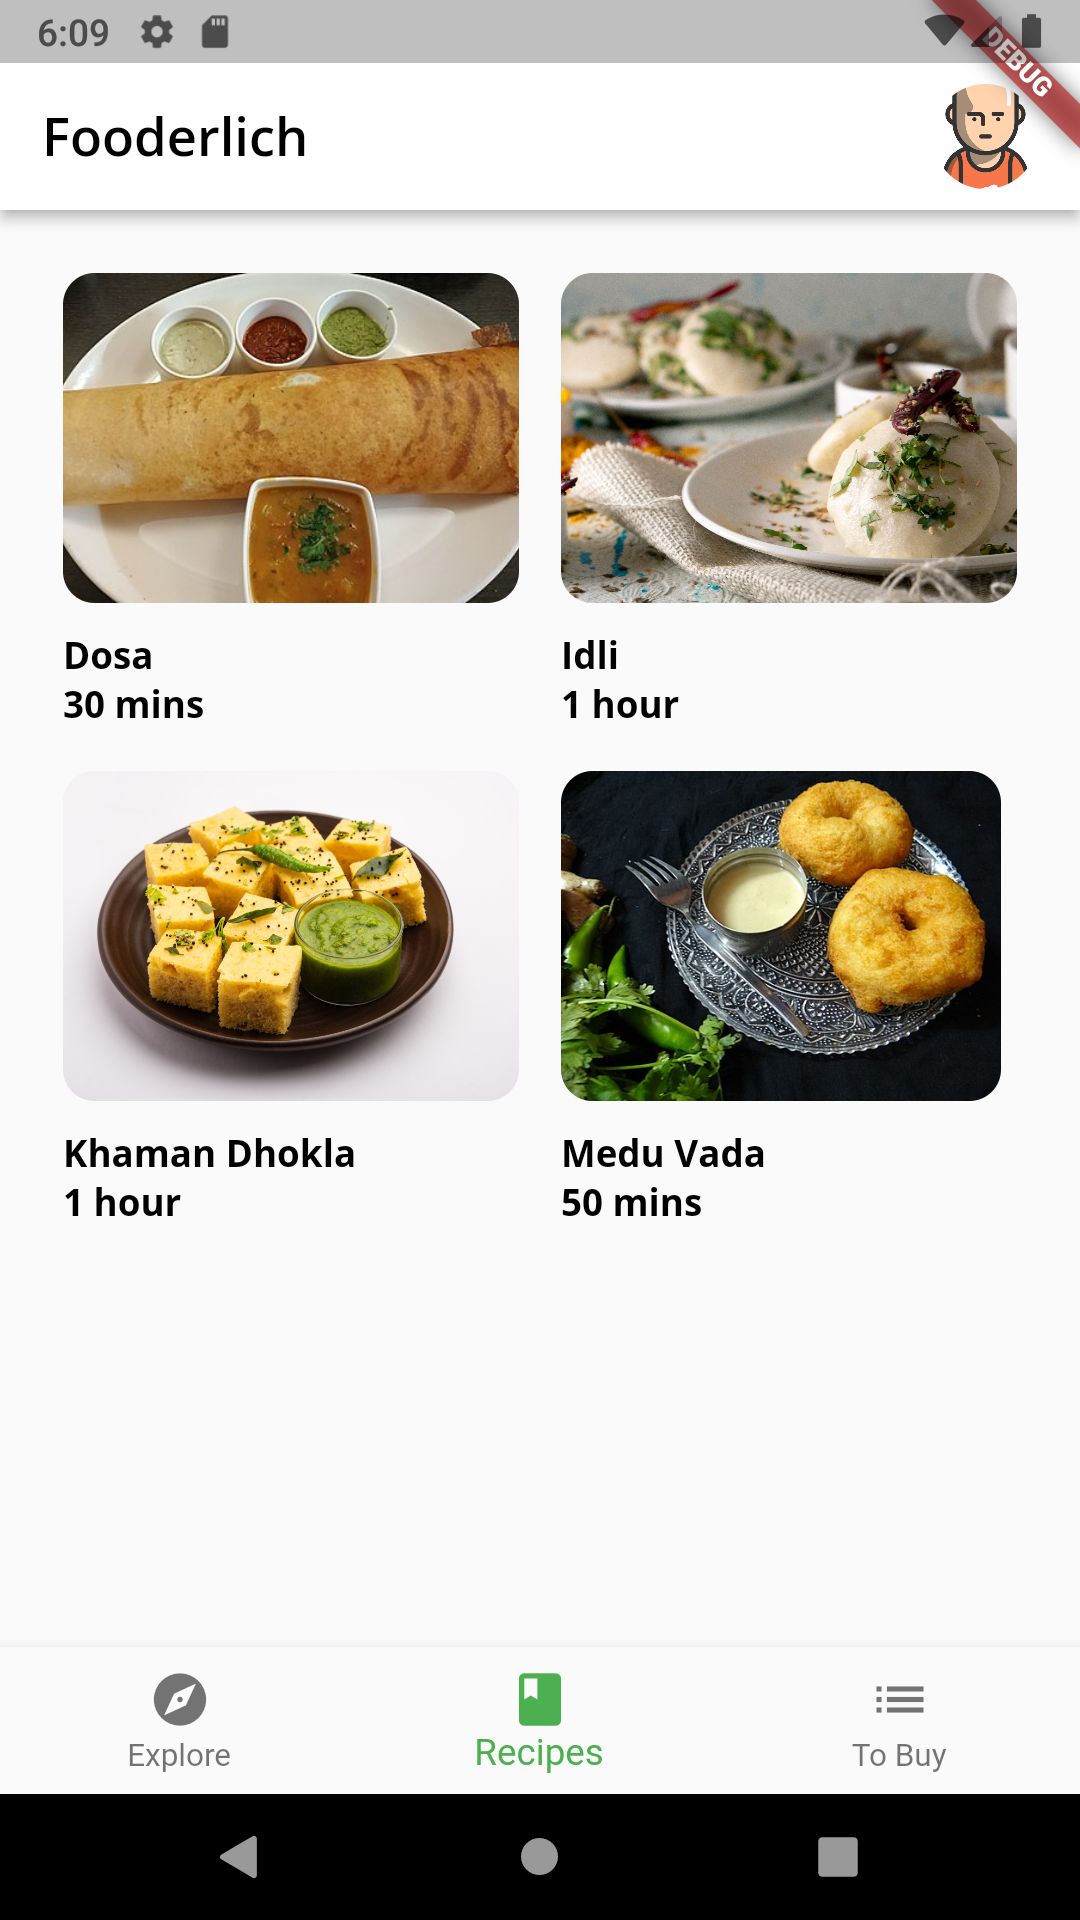 6:09
DEBUG
Fooderlich
Dosa
30 mins
Idli
1 hour
Khaman Dhokla
1 hour
Medu Vada
50 mins
Explore
Recipes
To Buy